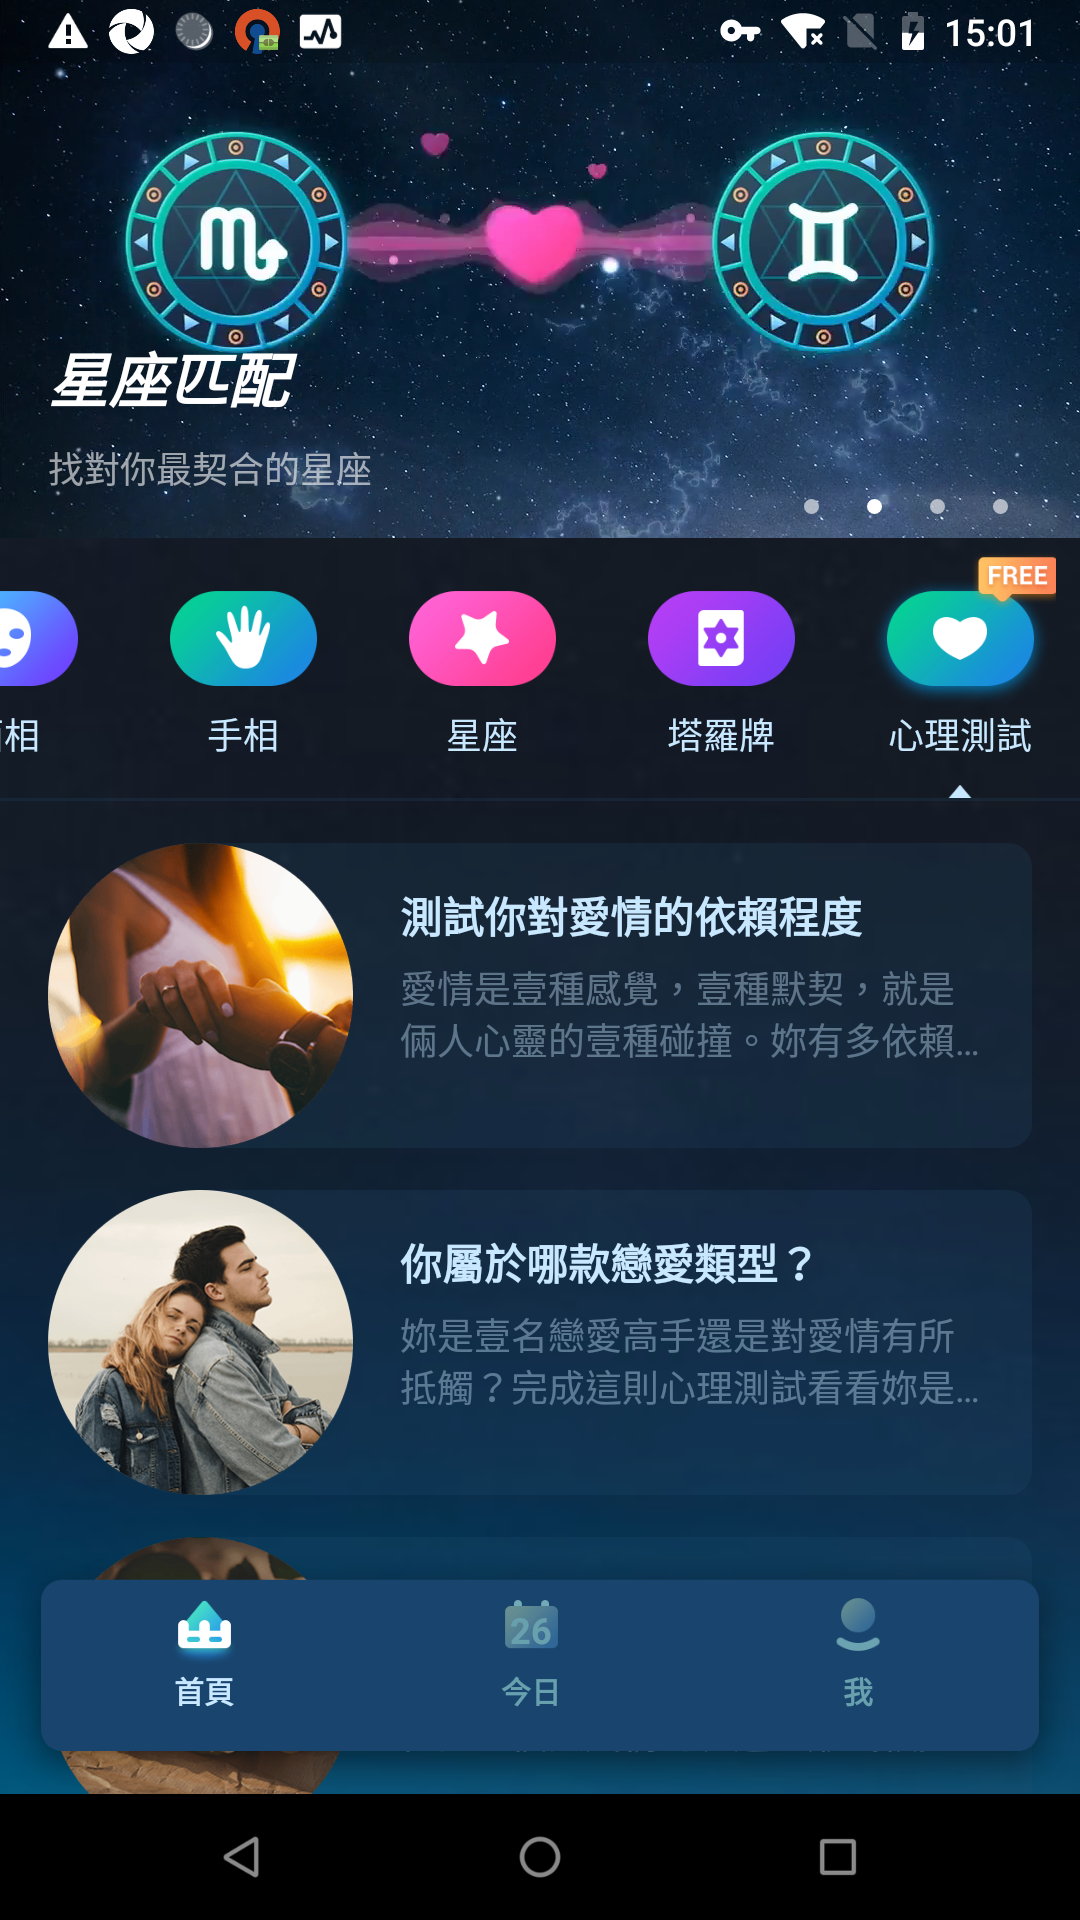 15:01
星座匹配
找對你最契合的星座
FREE
相
手相
星座
塔羅牌
心理測試
測試你對愛情的依賴程度
愛情是壹種感覺，壹種默契，就是
倆人心靈的壹種碰撞。妳有多依賴…
你屬於哪款戀愛類型？
妳是壹名戀愛高手還是對愛情有所
抵觸？完成這則心理測試看看妳是…
26
首頁
今日
我